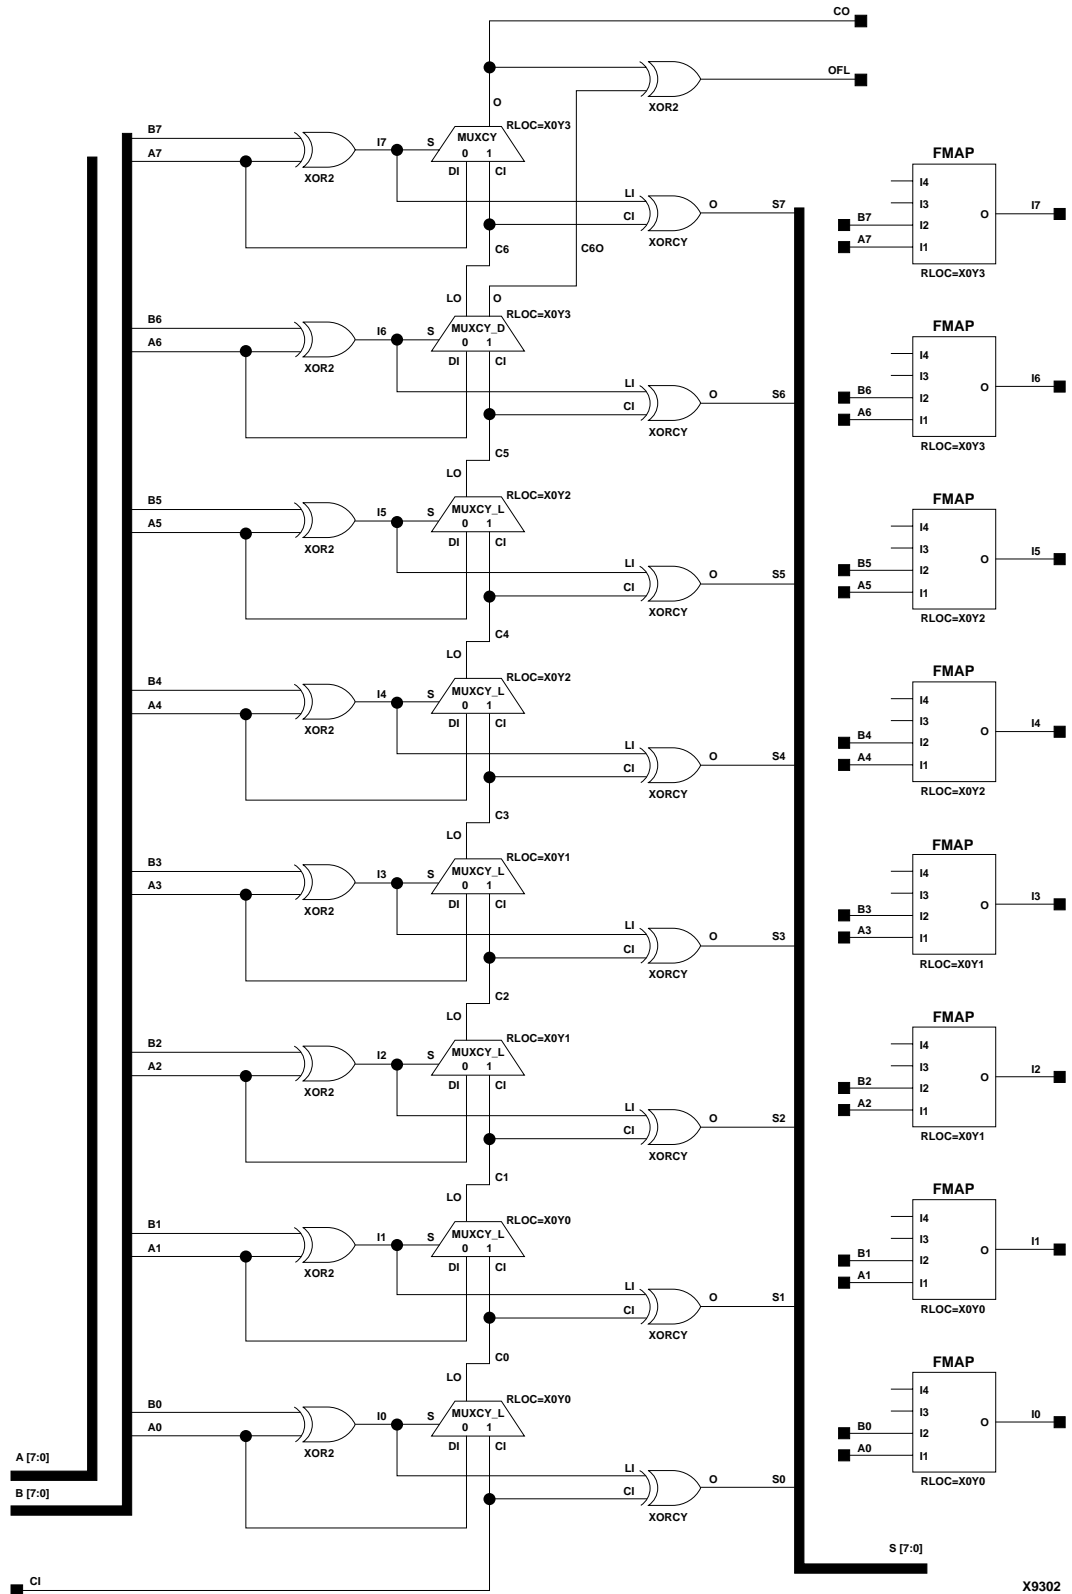 CO
OFL
XOR2
O
RLOC=X0Y3
B7
A7
XOR2
I7
S
MUXCY
0 1
DI
CI
LI
CI
XORCY
O
S7
C6
C6O
LO
O
RLOC=X0Y3
B6
A6
XOR2
I6
S
MUXCY_D
0 1
DI
CI
LI
CI
XORCY
O
S6
C5
LO
RLOC=X0Y2
B5
A5
XOR2
I5
S
MUXCY_L
0 1
DI
CI
LI
CI
XORCY
O
S5
C4
LO
RLOC=X0Y2
B4
A4
XOR2
I4
S
MUXCY_L
0 1
DI
CI
LI
CI
XORCY
O
S4
C3
LO
RLOC=X0Y1
B3
A3
XOR2
I3
S
MUXCY_L
0 1
DI
CI
LI
CI
XORCY
O
S3
C2
LO
RLOC=X0Y1
B2
A2
XOR2
I2
S
MUXCY_L
0 1
DI
CI
LI
CI
XORCY
O
S2
C1
LO
RLOC=X0Y0
B1
A1
XOR2
I1
S
MUXCY_L
0 1
DI
CI
LI
CI
XORCY
O
S1
C0
LO
RLOC=X0Y0
B0
A0
XOR2
I0
S
MUXCY_L
0 1
DI
CI
LI
CI
XORCY
O
S0
A [7:0]
B [7:0]
CI
S [7:0]
FMAP
I4
I3
B7 I2
A7 I1
O
I7
RLOC=X0Y3
FMAP
I4
I3
B6 I2
A6 I1
O
I6
RLOC=X0Y3
FMAP
I4
I3
B5 I2
A5 I1
O
I5
RLOC=X0Y2
FMAP
I4
I3
B4 I2
A4 I1
O
I4
RLOC=X0Y2
FMAP
I4
I3
B3 I2
A3 I1
O
I3
RLOC=X0Y1
FMAP
I4
I3
B2 I2
A2 I1
O
I2
RLOC=X0Y1
FMAP
I4
I3
B1 I2
A1 I1
O
I1
RLOC=X0Y0
FMAP
I4
I3
B0 I2
A0 I1
O
I0
RLOC=X0Y0
X9302